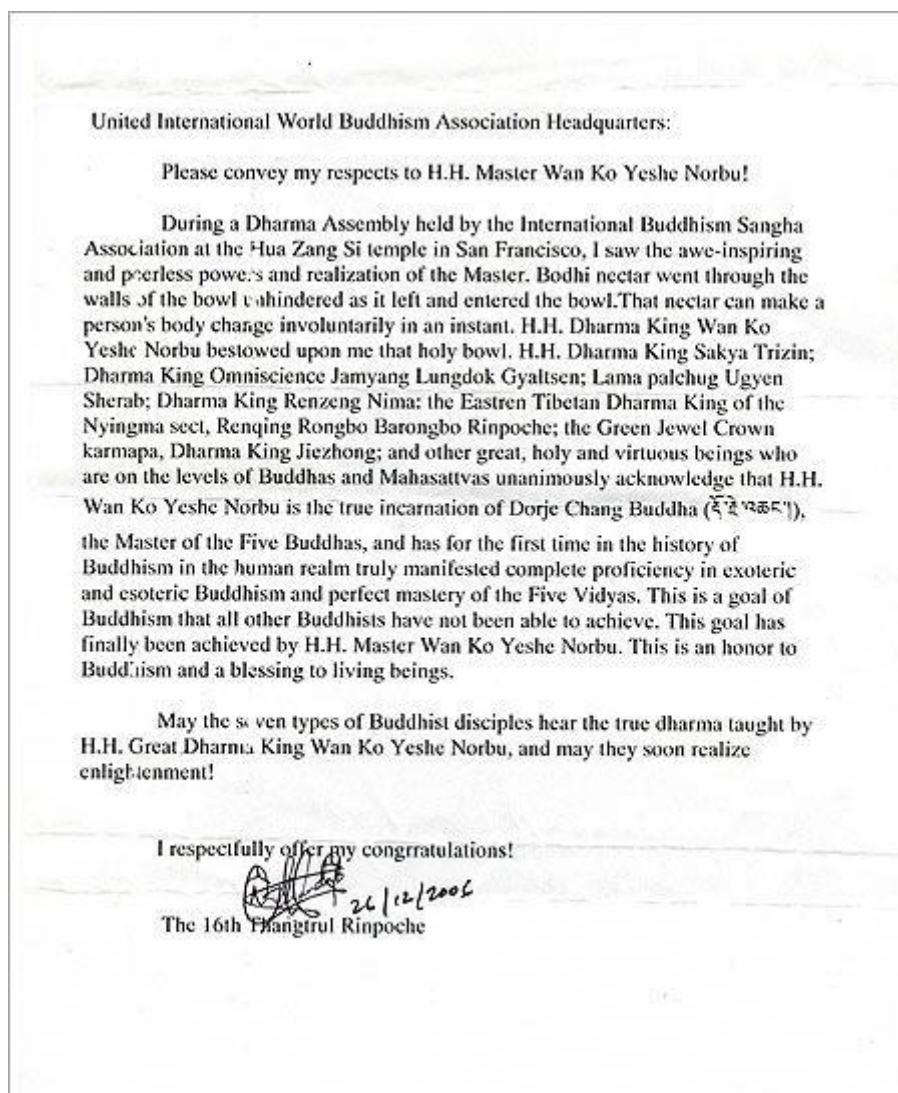 United International World Buddhism Association Headquarters:
Please convey my respects to H.H. Master Wan Ko Yeshe Norbu!
During a Dharma Assembly held by the International Buddhism Sangha
Association at the Hua Zang Si temple in San Francisco, I saw the awe-inspiring
and peerless powers and realization of the Master. Bodhi nectar went through the
walls of the bowl unhindered as it left and entered the bowl.That nectar can make a
person's body change involuntarily in an instant. H.H. Dharma King Wan Ko
Yeshe Norbu bestowed upon me that holy bowl. H.H. Dharma King Sakya Trizin;
Dharma King Omniscience Jamyang Lungdok Gyaltsen; Lama palchug Ugyen
Sherab; Dharma King Renzeng Nima; the Eastren Tibetan Dharma King of the
Nyingma sect, Renqing Rongbo Barongbo Rinpoche; the Green Jewel Crown
karmapa, Dharma King Jiezhong; and other great, holy and virtuous beings who
are on the levels of Buddhas and Mahasattvas unanimously acknowledge that H.H.
Wan Ko Yeshe Norbu is the true incarnation of Dorje Chang Buddha (རྡོ་རྗེ་འཆང་།),
the Master of the Five Buddhas, and has for the first time in the history of
Buddhism in the human realm truly manifested complete proficiency in exoteric
and esoteric Buddhism and perfect mastery of the Five Vidyas. This is a goal of
Buddhism that all other Buddhists have not been able to achieve. This goal has
finally been achieved by H.H. Master Wan Ko Yeshe Norbu. This is an honor to
Buddhism and a blessing to living beings.
May the seven types of Buddhist disciples hear the true dharma taught by
H.H. Great Dharma King Wan Ko Yeshe Norbu, and may they soon realize
enlightenment!
I respectfully offer my congrratulations!
26/12/2006
The 16th Thangtrul Rinpoche